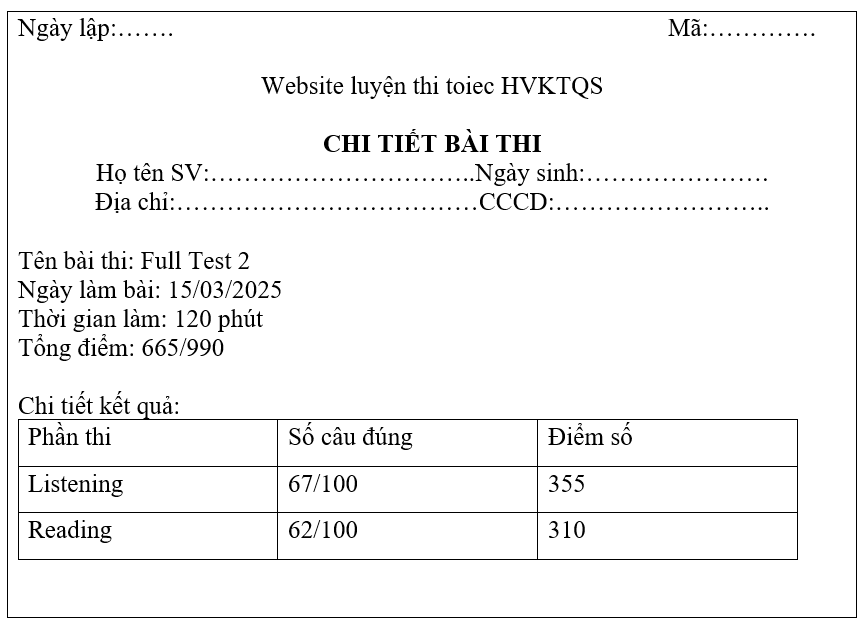 Ngày lập:……. Mã:………….
Website luyện thi toiec HVKTQS
CHI TIẾT BÀI THI
Họ tên SV:…………………………..Ngày sinh:………………….
Địa chỉ:………………………………CCCD:……………………..
Tên bài thi: Full Test 2
Ngày làm bài: 15/03/2025
Thời gian làm: 120 phút
Tổng điểm: 665/990
Chi tiết kết quả:
Phần thi Số câu đúng Điểm số
Listening 67/100 355
Reading 62/100 310